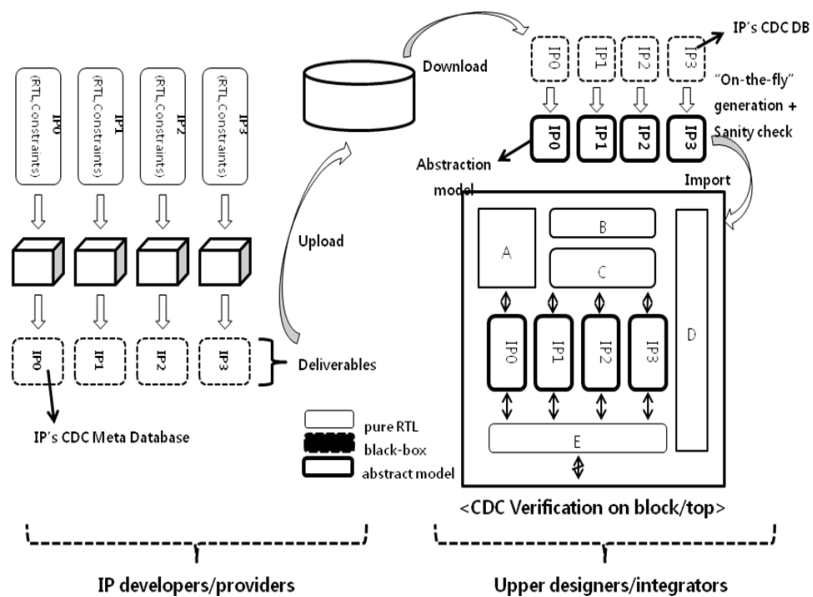 IP0
(RTL,Constraints)
IP1
(RTL,Constraints)
IP2
(RTL,Constraints)
IP3
(RTL,Constraints)
IP0
IP1
IP2
IP3
Deliverables
IP's CDC Meta Database
Upload
Download
IP0
IP1
IP2
IP3
IP's CDC DB
"On-the-fly"
generation +
Sanity check
IP0
IP1
IP2
IP3
Abstraction
model
Import
A
B
C
D
IP0
IP1
IP2
IP3
E
pure RTL
black-box
abstract model
<CDC Verification on block/top>
IP developers/providers
Upper designers/integrators